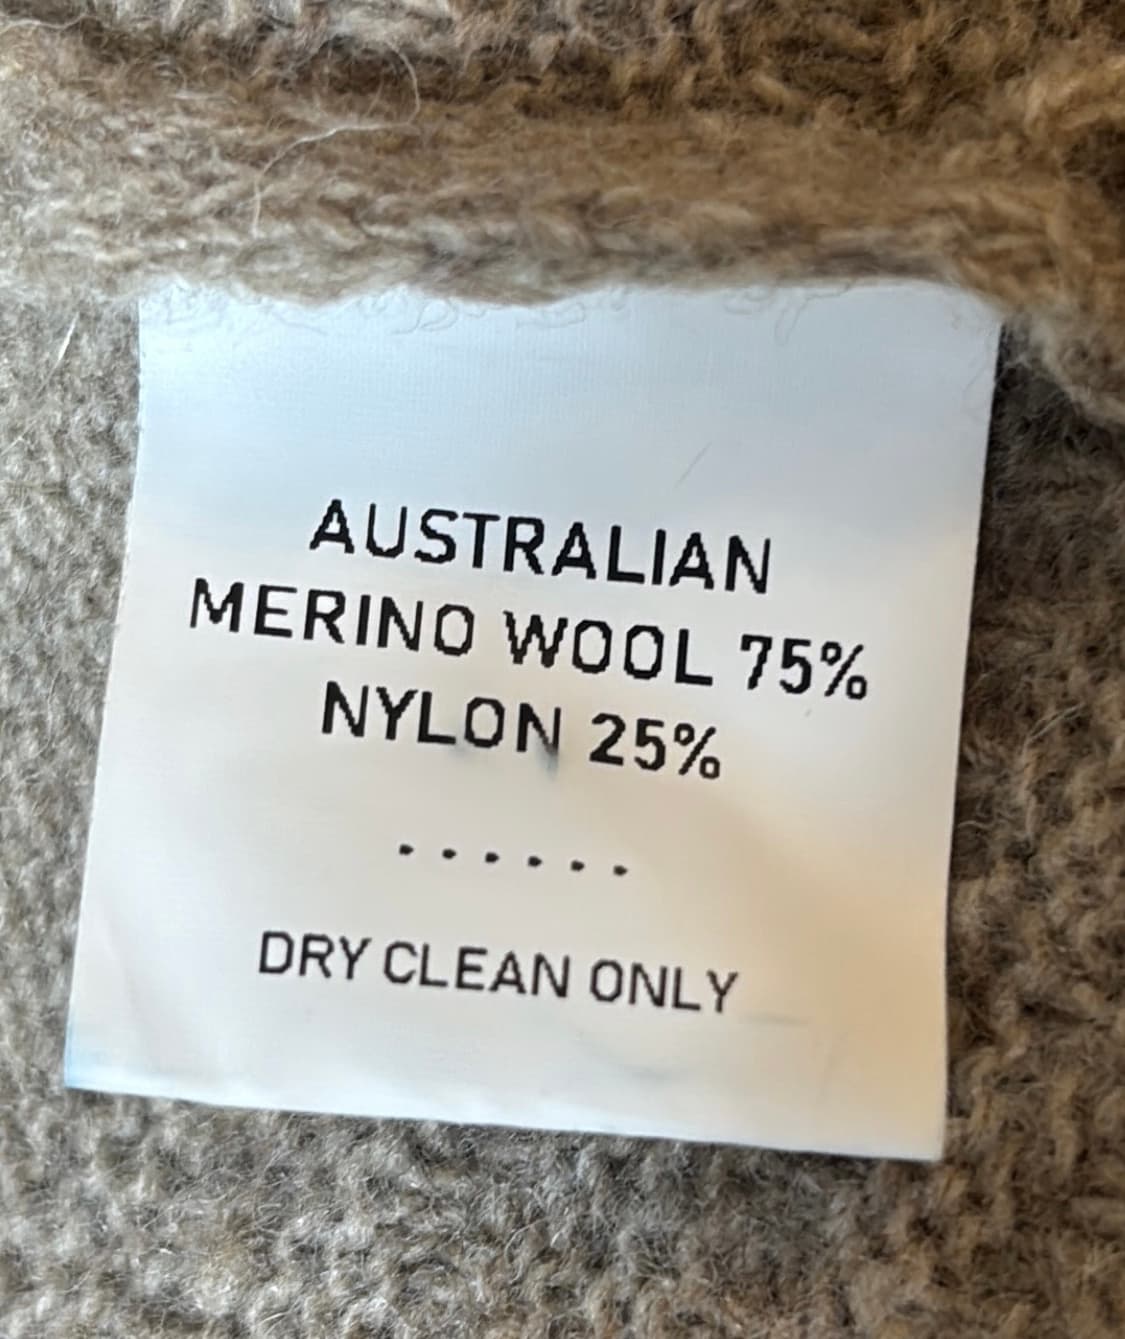 AUSTRALIAN
MERINO WOOL 75%
NYLON 25%
......
DRY CLEAN ONLY